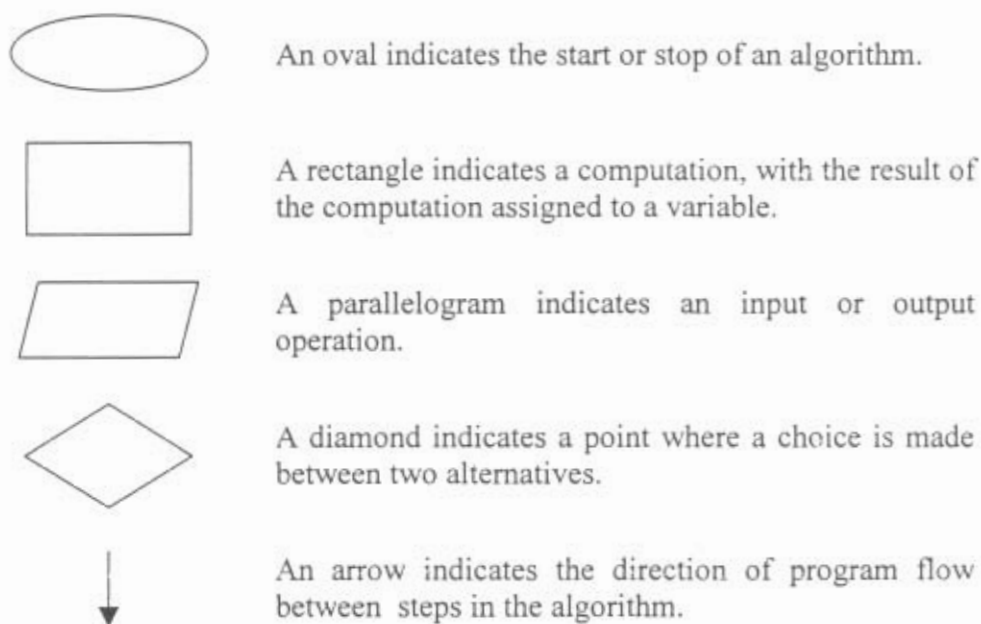 An oval indicates the start or stop of an algorithm.
A rectangle indicates a computation, with the result of
the computation assigned to a variable.
A parallelogram indicates an input or output
operation.
A diamond indicates a point where a choice is made
between two alternatives.
An arrow indicates the direction of program flow
between steps in the algorithm.